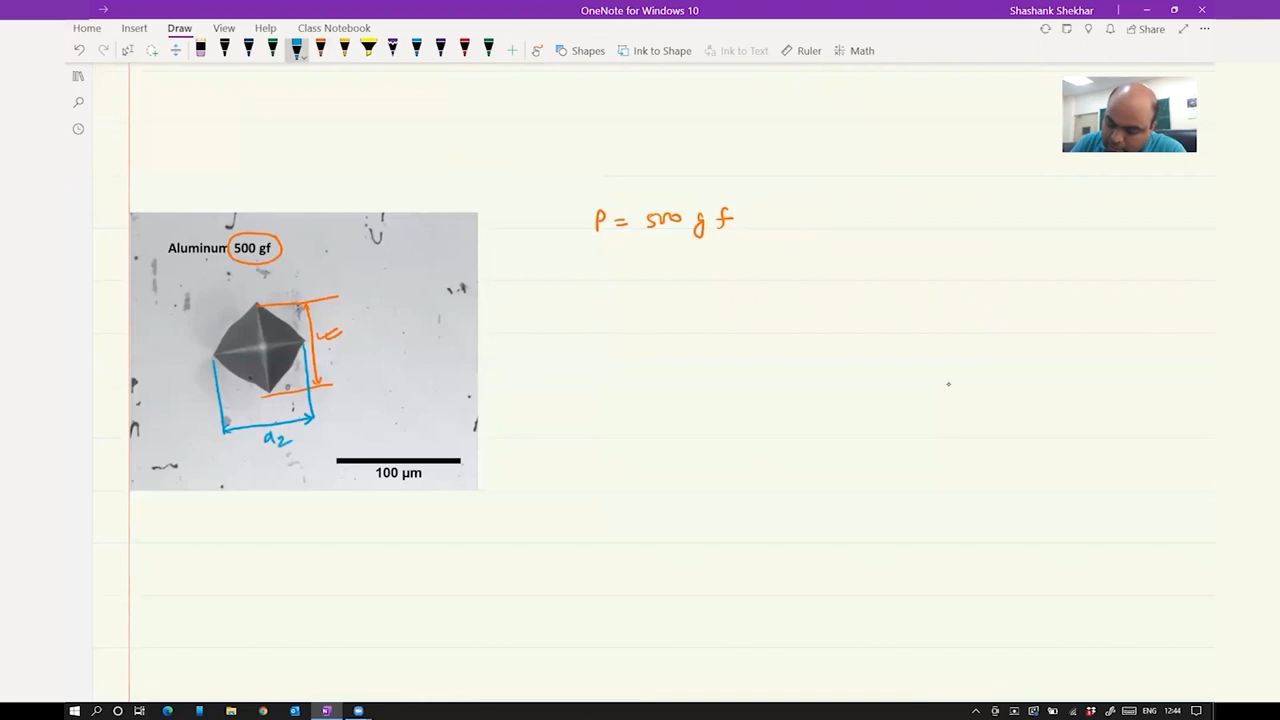 OneNote for Windows 10
Shashank Shekhar
Home Insert Draw View Help Class Notebook
Share
Shapes Ink to Shape Ink to Text Ruler Math
P = 500 g f
Aluminum 500 gf
d2
100 µm
ENG 12:44